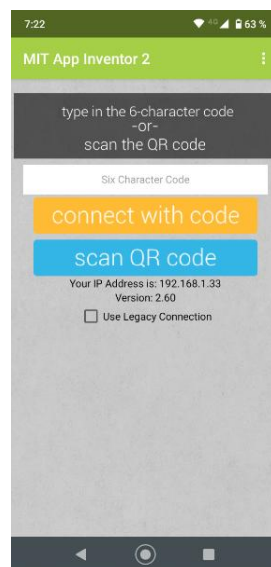 7:22
4G
63 %
MIT App Inventor 2
type in the 6-character code
-or-
scan the QR code
Six Character Code
connect with code
scan QR code
Your IP Address is: 192.168.1.33
Version: 2.60
Use Legacy Connection